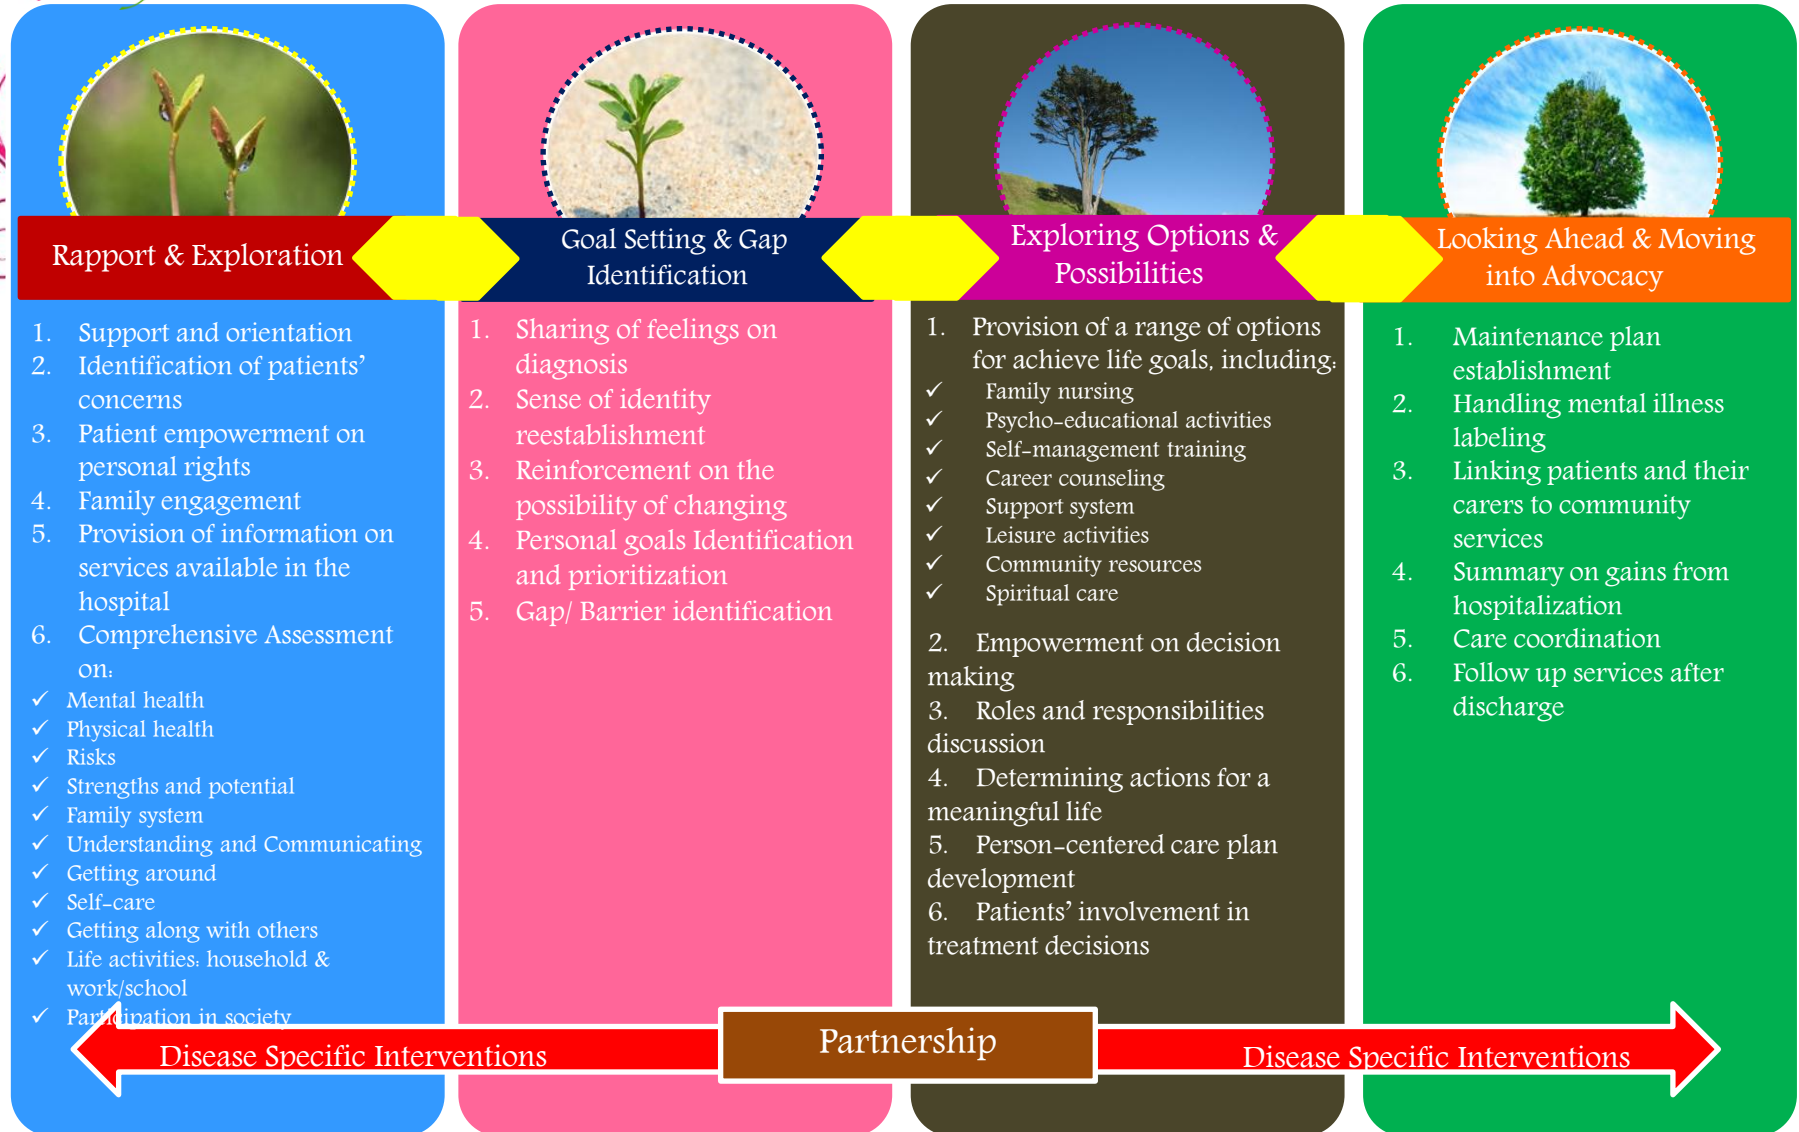 Rapport & Exploration
1. Support and orientation
2. Identification of patients’
concerns
3. Patient empowerment on
personal rights
4. Family engagement
5. Provision of information on
services available in the
hospital
6. Comprehensive Assessment
on:
✓ Mental health
✓ Physical health
✓ Risks
✓ Strengths and potential
✓ Family system
✓ Understanding and Communicating
✓ Getting around
✓ Self-care
✓ Getting along with others
✓ Life activities: household &
work/school
✓ Participation in society
Goal Setting & Gap
Identification
1. Sharing of feelings on
diagnosis
2. Sense of identity
reestablishment
3. Reinforcement on the
possibility of changing
4. Personal goals Identification
and prioritization
5. Gap/ Barrier identification
Exploring Options &
Possibilities
1. Provision of a range of options
for achieve life goals, including:
✓ Family nursing
✓ Psycho-educational activities
✓ Self-management training
✓ Career counseling
✓ Support system
✓ Leisure activities
✓ Community resources
✓ Spiritual care
2. Empowerment on decision
making
3. Roles and responsibilities
discussion
4. Determining actions for a
meaningful life
5. Person-centered care plan
development
6. Patients’ involvement in
treatment decisions
Looking Ahead & Moving
into Advocacy
1. Maintenance plan
establishment
2. Handling mental illness
labeling
3. Linking patients and their
carers to community
services
4. Summary on gains from
hospitalization
5. Care coordination
6. Follow up services after
discharge
Disease Specific Interventions
Partnership
Disease Specific Interventions